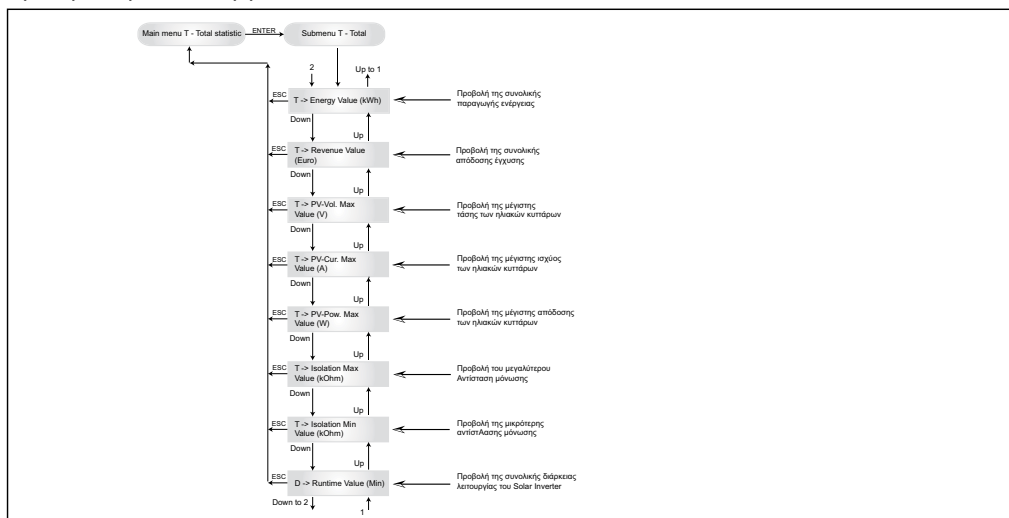 Main menu T - Total statistic
ENTER
Submenu T - Total
2
Up to 1
ESC
T -> Energy Value (kWh)
Προβολή της συνολικής
παραγωγής ενέργειας
Down
Up
ESC
T -> Revenue Value
(Euro)
Προβολή της συνολικής
απόδοσης έγχυσης
Down
Up
ESC
T -> PV-Vol. Max
Value (V)
Προβολή της μέγιστης
τάσης των ηλιακών κυττάρων
Down
Up
ESC
T -> PV-Cur. Max
Value (A)
Προβολή της μέγιστης ισχύος
των ηλιακών κυττάρων
Down
Up
ESC
T -> PV-Pow. Max
Value (W)
Προβολή της μέγιστης απόδοσης
των ηλιακών κυττάρων
Down
Up
ESC
T -> Isolation Max
Value (kOhm)
Προβολή του μεγαλύτερου
Αντίσταση μόνωσης
Down
Up
ESC
T -> Isolation Min
Value (kOhm)
Προβολή της μικρότερης
αντίστΑασης μόνωσης
Down
Up
ESC
D -> Runtime Value (Min)
Προβολή της συνολικής διάρκειας
λειτουργίας του Solar Inverter
Down to 2
1